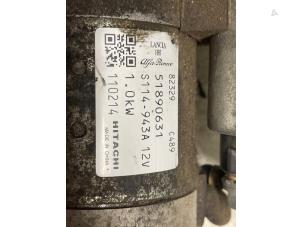 LANCIA
Alfa Romeo
82329 C489
51890631
S114-943A 12V
1.0kW
110214 HITACHI
MADE IN CHINA